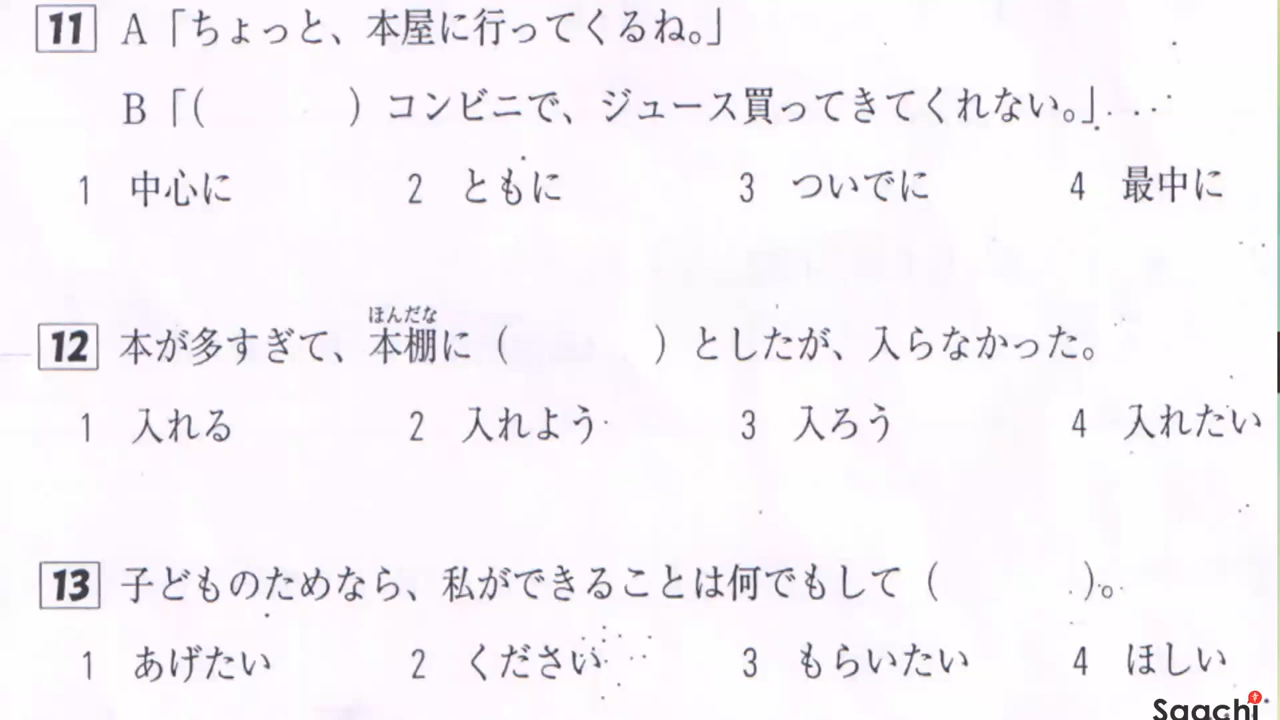 11 A「ちょっと、本屋に行ってくるね。」
B「(　　　) コンビニで、ジュース買ってきてくれない。」
1 中心に 2 ともに 3 ついでに 4 最中に
ほんだな
12 本が多すぎて、本棚に (　　　) としたが、入らなかった。
1 入れる 2 入れよう 3 入ろう 4 入れたい
13 子どものためなら、私ができることは何でもして (　　　)。
1 あげたい 2 ください 3 もらいたい 4 ほしい
Saachi